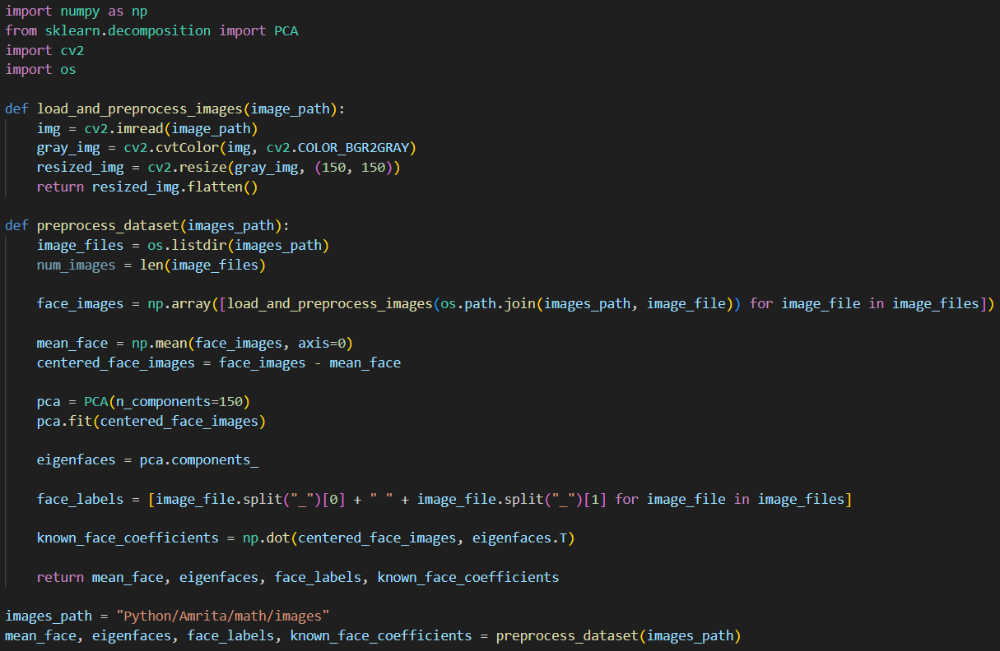 import numpy as np
from sklearn.decomposition import PCA
import cv2
import os

def load_and_preprocess_images(image_path):
    img = cv2.imread(image_path)
    gray_img = cv2.cvtColor(img, cv2.COLOR_BGR2GRAY)
    resized_img = cv2.resize(gray_img, (150, 150))
    return resized_img.flatten()

def preprocess_dataset(images_path):
    image_files = os.listdir(images_path)
    num_images = len(image_files)

    face_images = np.array([load_and_preprocess_images(os.path.join(images_path, image_file)) for image_file in image_files])

    mean_face = np.mean(face_images, axis=0)
    centered_face_images = face_images - mean_face

    pca = PCA(n_components=150)
    pca.fit(centered_face_images)

    eigenfaces = pca.components_

    face_labels = [image_file.split("_")[0] + " " + image_file.split("_")[1] for image_file in image_files]

    known_face_coefficients = np.dot(centered_face_images, eigenfaces.T)

    return mean_face, eigenfaces, face_labels, known_face_coefficients

images_path = "Python/Amrita/math/images"
mean_face, eigenfaces, face_labels, known_face_coefficients = preprocess_dataset(images_path)